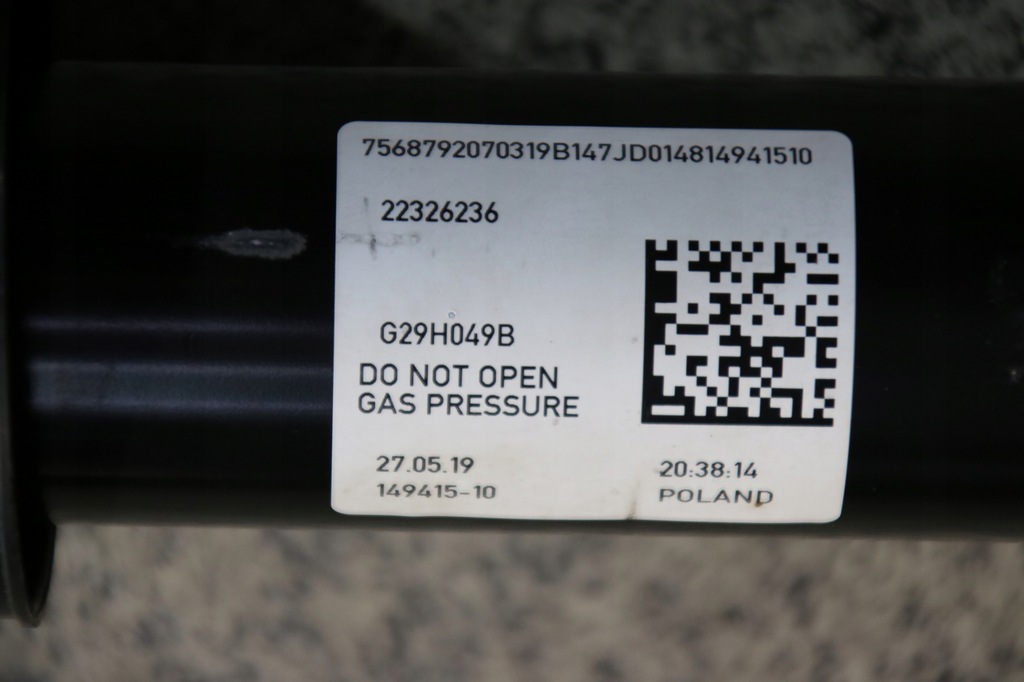 7568792070319B147JD014814941510
22326236
G29H049B
DO NOT OPEN
GAS PRESSURE
27.05.19
20:38:14
149415-10
POLAND